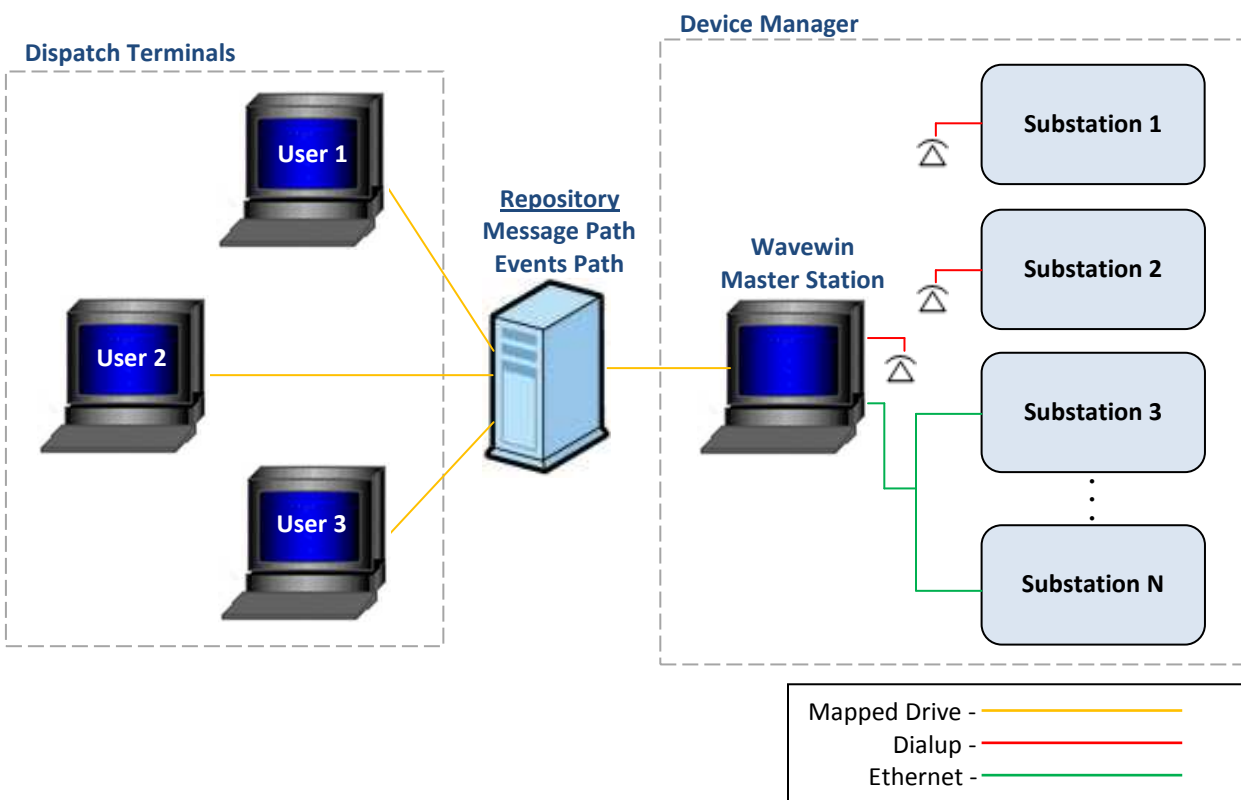 Device Manager
Dispatch Terminals
User 1
User 2
User 3
Repository
Message Path
Events Path
Wavewin
Master Station
Substation 1
Substation 2
Substation 3
Substation N
Mapped Drive -
Dialup -
Ethernet -